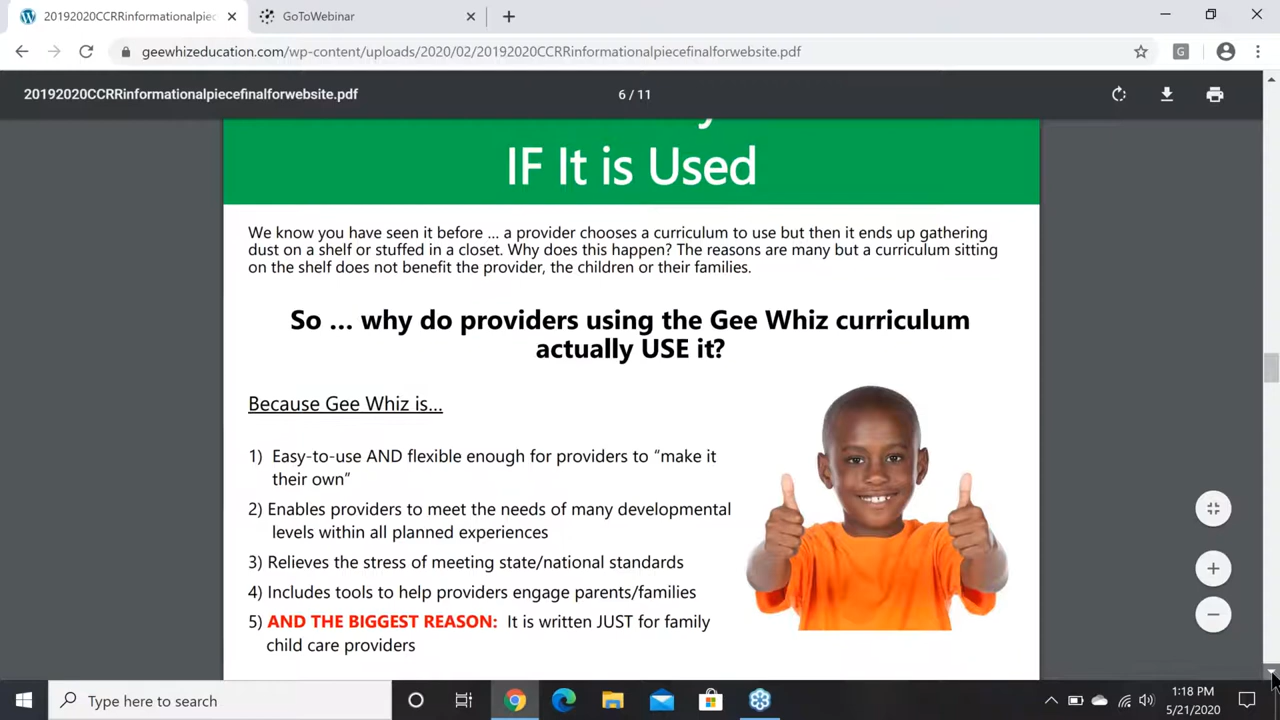 20192020CCRRinformationalpiec
GoToWebinar
geewhizeducation.com/wp-content/uploads/2020/02/20192020CCRRinformationalpiecefinalforwebsite.pdf
G
20192020CCRRinformationalpiecefinalforwebsite.pdf
6 / 11
IF It is Used
We know you have seen it before ... a provider chooses a curriculum to use but then it ends up gathering
dust on a shelf or stuffed in a closet. Why does this happen? The reasons are many but a curriculum sitting
on the shelf does not benefit the provider, the children or their families.
So ... why do providers using the Gee Whiz curriculum
actually USE it?
Because Gee Whiz is...
1) Easy-to-use AND flexible enough for providers to “make it
their own”
2) Enables providers to meet the needs of many developmental
levels within all planned experiences
3) Relieves the stress of meeting state/national standards
4) Includes tools to help providers engage parents/families
5) AND THE BIGGEST REASON: It is written JUST for family
child care providers
Type here to search
1:18 PM
5/21/2020